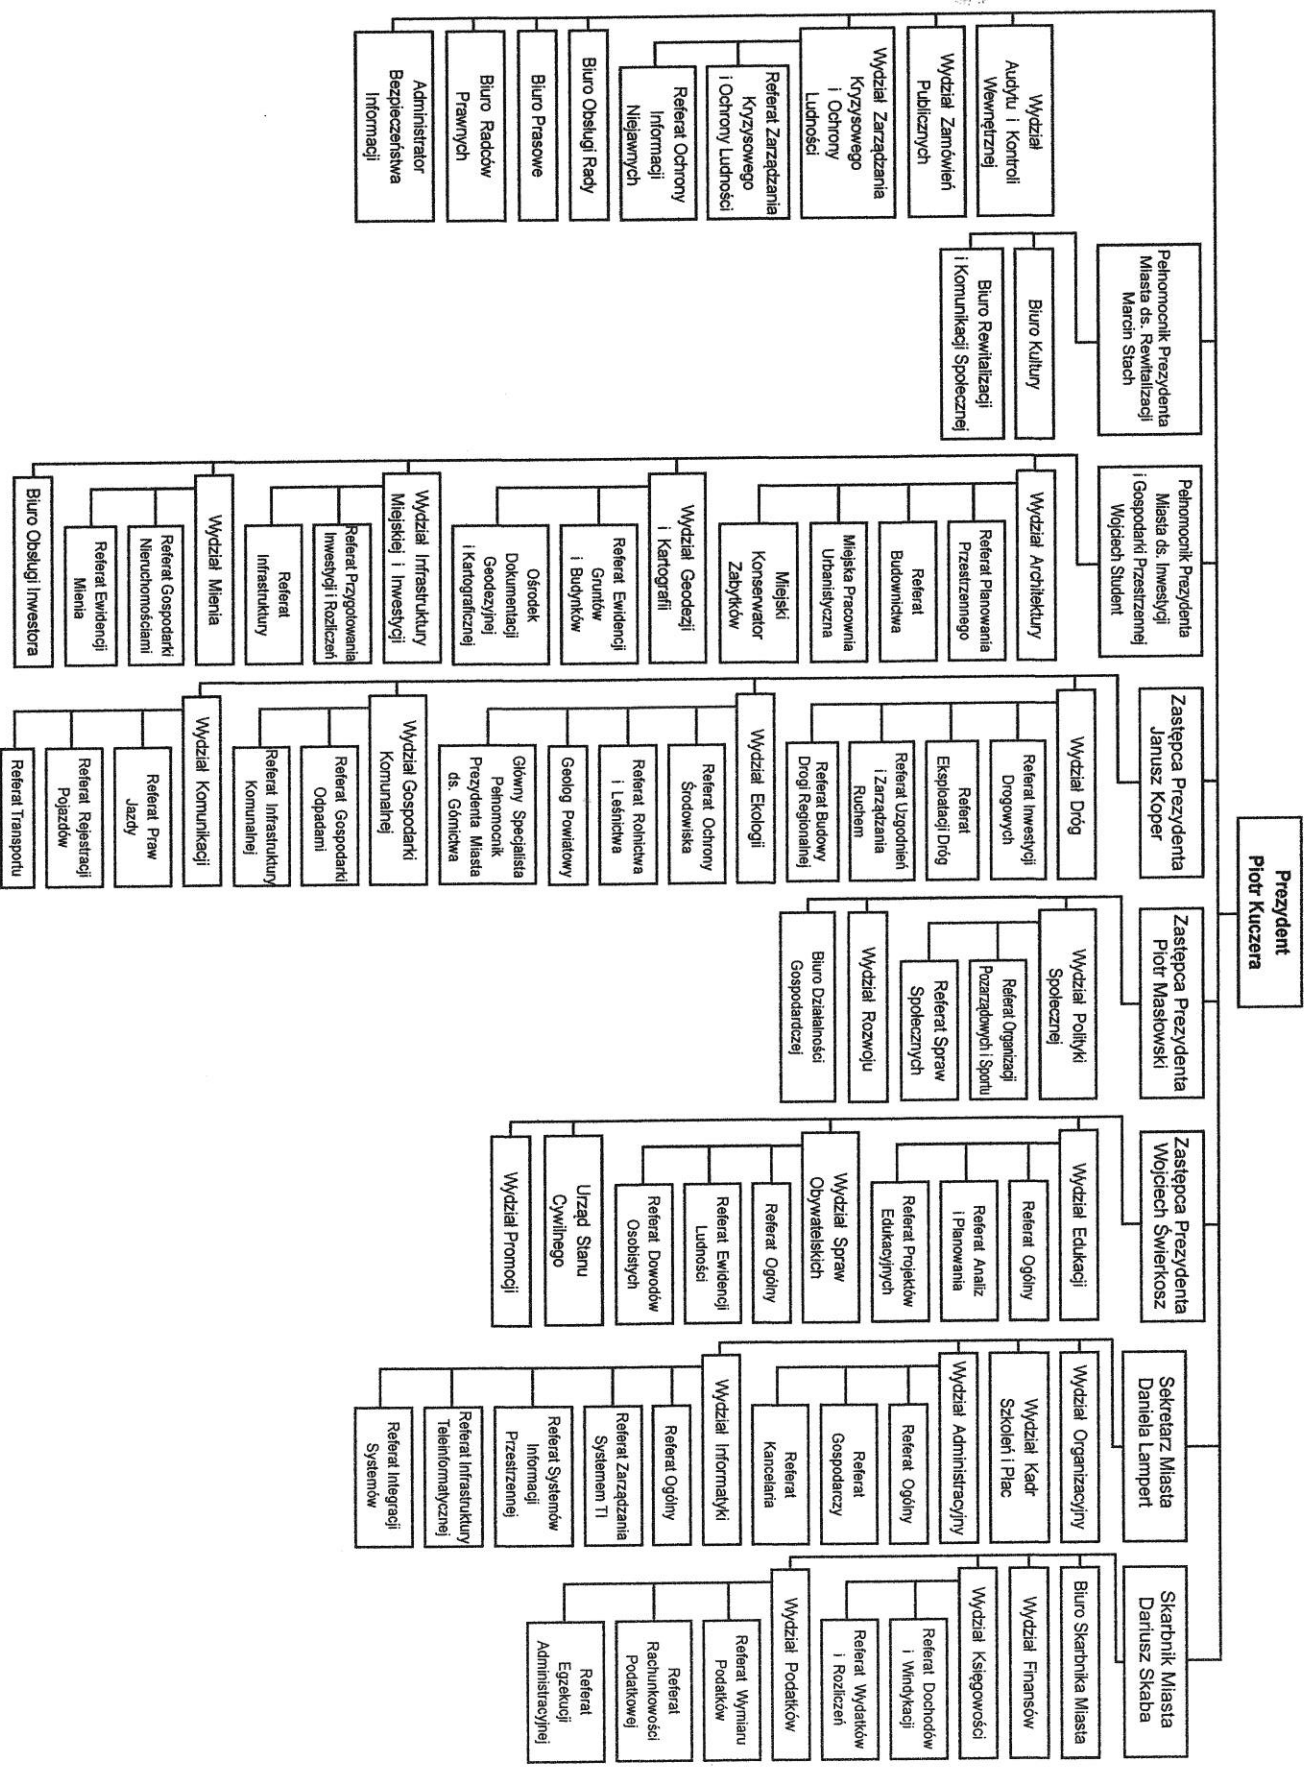 Prezydent
Piotr Kuczera
Wydział
Audytu i Kontroli
Wewnętrznej
Wydział Zamówień
Publicznych
Wydział Zarządzania
Kryzysowego
i Ochrony
Ludności
Referat Zarządzania
Kryzysowego
i Ochrony Ludności
Referat Ochrony
Informacji
Niejawnych
Biuro Obsługi Rady
Biuro Prasowe
Biuro Radców
Prawnych
Administrator
Bezpieczeństwa
Informacji
Pełnomocnik Prezydenta
Miasta ds. Rewitalizacji
Marcin Stach
Biuro Kultury
Biuro Rewitalizacji
i Komunikacji Społecznej
Pełnomocnik Prezydenta
Miasta ds. Inwestycji
i Gospodarki Przestrzennej
Wojciech Student
Wydział Architektury
Referat Planowania
Przestrzennego
Referat
Budownictwa
Miejska Pracownia
Urbanistyczna
Miejski
Konserwator
Zabytków
Wydział Geodezji
i Kartografii
Referat Ewidencji
Gruntów
i Budynków
Ośrodek
Dokumentacji
Geodezyjnej
i Kartograficznej
Wydział Infrastruktury
Miejskiej i Inwestycji
Referat Przygotowania
Inwestycji i Rozliczeń
Referat
Infrastruktury
Wydział Mienia
Referat Gospodarki
Nieruchomościami
Referat Ewidencji
Mienia
Biuro Obsługi Inwestora
Zastępca Prezydenta
Janusz Koper
Wydział Dróg
Referat Inwestycji
Drogowych
Referat
Eksploatacji Dróg
Referat Uzgodnień
i Zarządzania
Ruchem
Referat Budowy
Drogi Regionalnej
Wydział Ekologii
Referat Ochrony
Środowiska
Referat Rolnictwa
i Leśnictwa
Geolog Powiatowy
Główny Specjalista
Pełnomocnik
Prezydenta Miasta
ds. Górnictwa
Wydział Gospodarki
Komunalnej
Referat Gospodarki
Odpadami
Referat Infrastruktury
Komunalnej
Wydział Komunikacji
Referat Praw
Jazdy
Referat Rejestracji
Pojazdów
Referat Transportu
Zastępca Prezydenta
Piotr Masłowski
Wydział Polityki
Społecznej
Referat Organizacji
Pozarządowych i Sportu
Referat Spraw
Społecznych
Wydział Rozwoju
Biuro Działalności
Gospodardczej
Zastępca Prezydenta
Wojciech Świerkosz
Wydział Edukacji
Referat Ogólny
Referat Analiz
i Planowania
Referat Projektów
Edukacyjnych
Wydział Spraw
Obywatelskich
Referat Ogólny
Referat Ewidencji
Ludności
Referat Dowodów
Osobistych
Urząd Stanu
Cywilnego
Wydział Promocji
Sekretarz Miasta
Daniela Lampert
Wydział Organizacyjny
Wydział Kadr
Szkoleń i Płac
Wydział Administracyjny
Referat Ogólny
Referat
Gospodarczy
Referat
Kancelaria
Wydział Informatyki
Referat Ogólny
Referat Zarządzania
Systemem TI
Referat Systemów
Informacji
Przestrzennej
Referat Infrastruktury
Teleinformatycznej
Referat Integracji
Systemów
Skarbnik Miasta
Dariusz Skaba
Biuro Skarbnika Miasta
Wydział Finansów
Wydział Księgowości
Referat Dochodów
i Windykacji
Referat Wydatków
i Rozliczeń
Wydział Podatków
Referat Wymiaru
Podatków
Referat
Rachunkowości
Podatkowej
Referat
Egzekucji
Administracyjnej